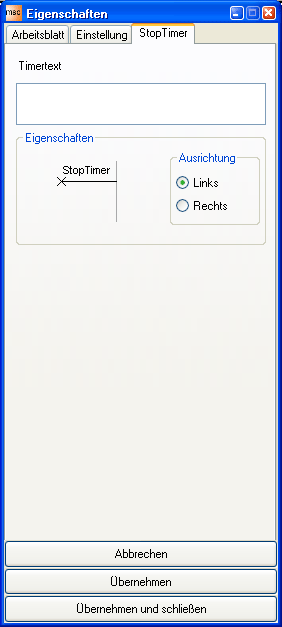 msc Eigenschaften
Arbeitsblatt Einstellung StopTimer
Timertext
Eigenschaften
StopTimer
Ausrichtung
Links
Rechts
Abbrechen
Übernehmen
Übernehmen und schließen